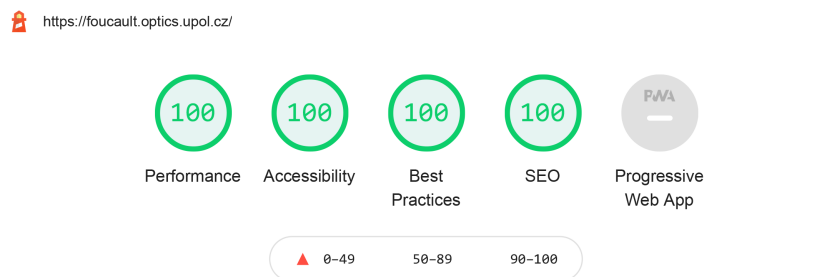 https://foucault.optics.upol.cz/
100 100 100 100 PWA
Performance Accessibility Best Practices SEO Progressive Web App
0–49 50–89 90–100